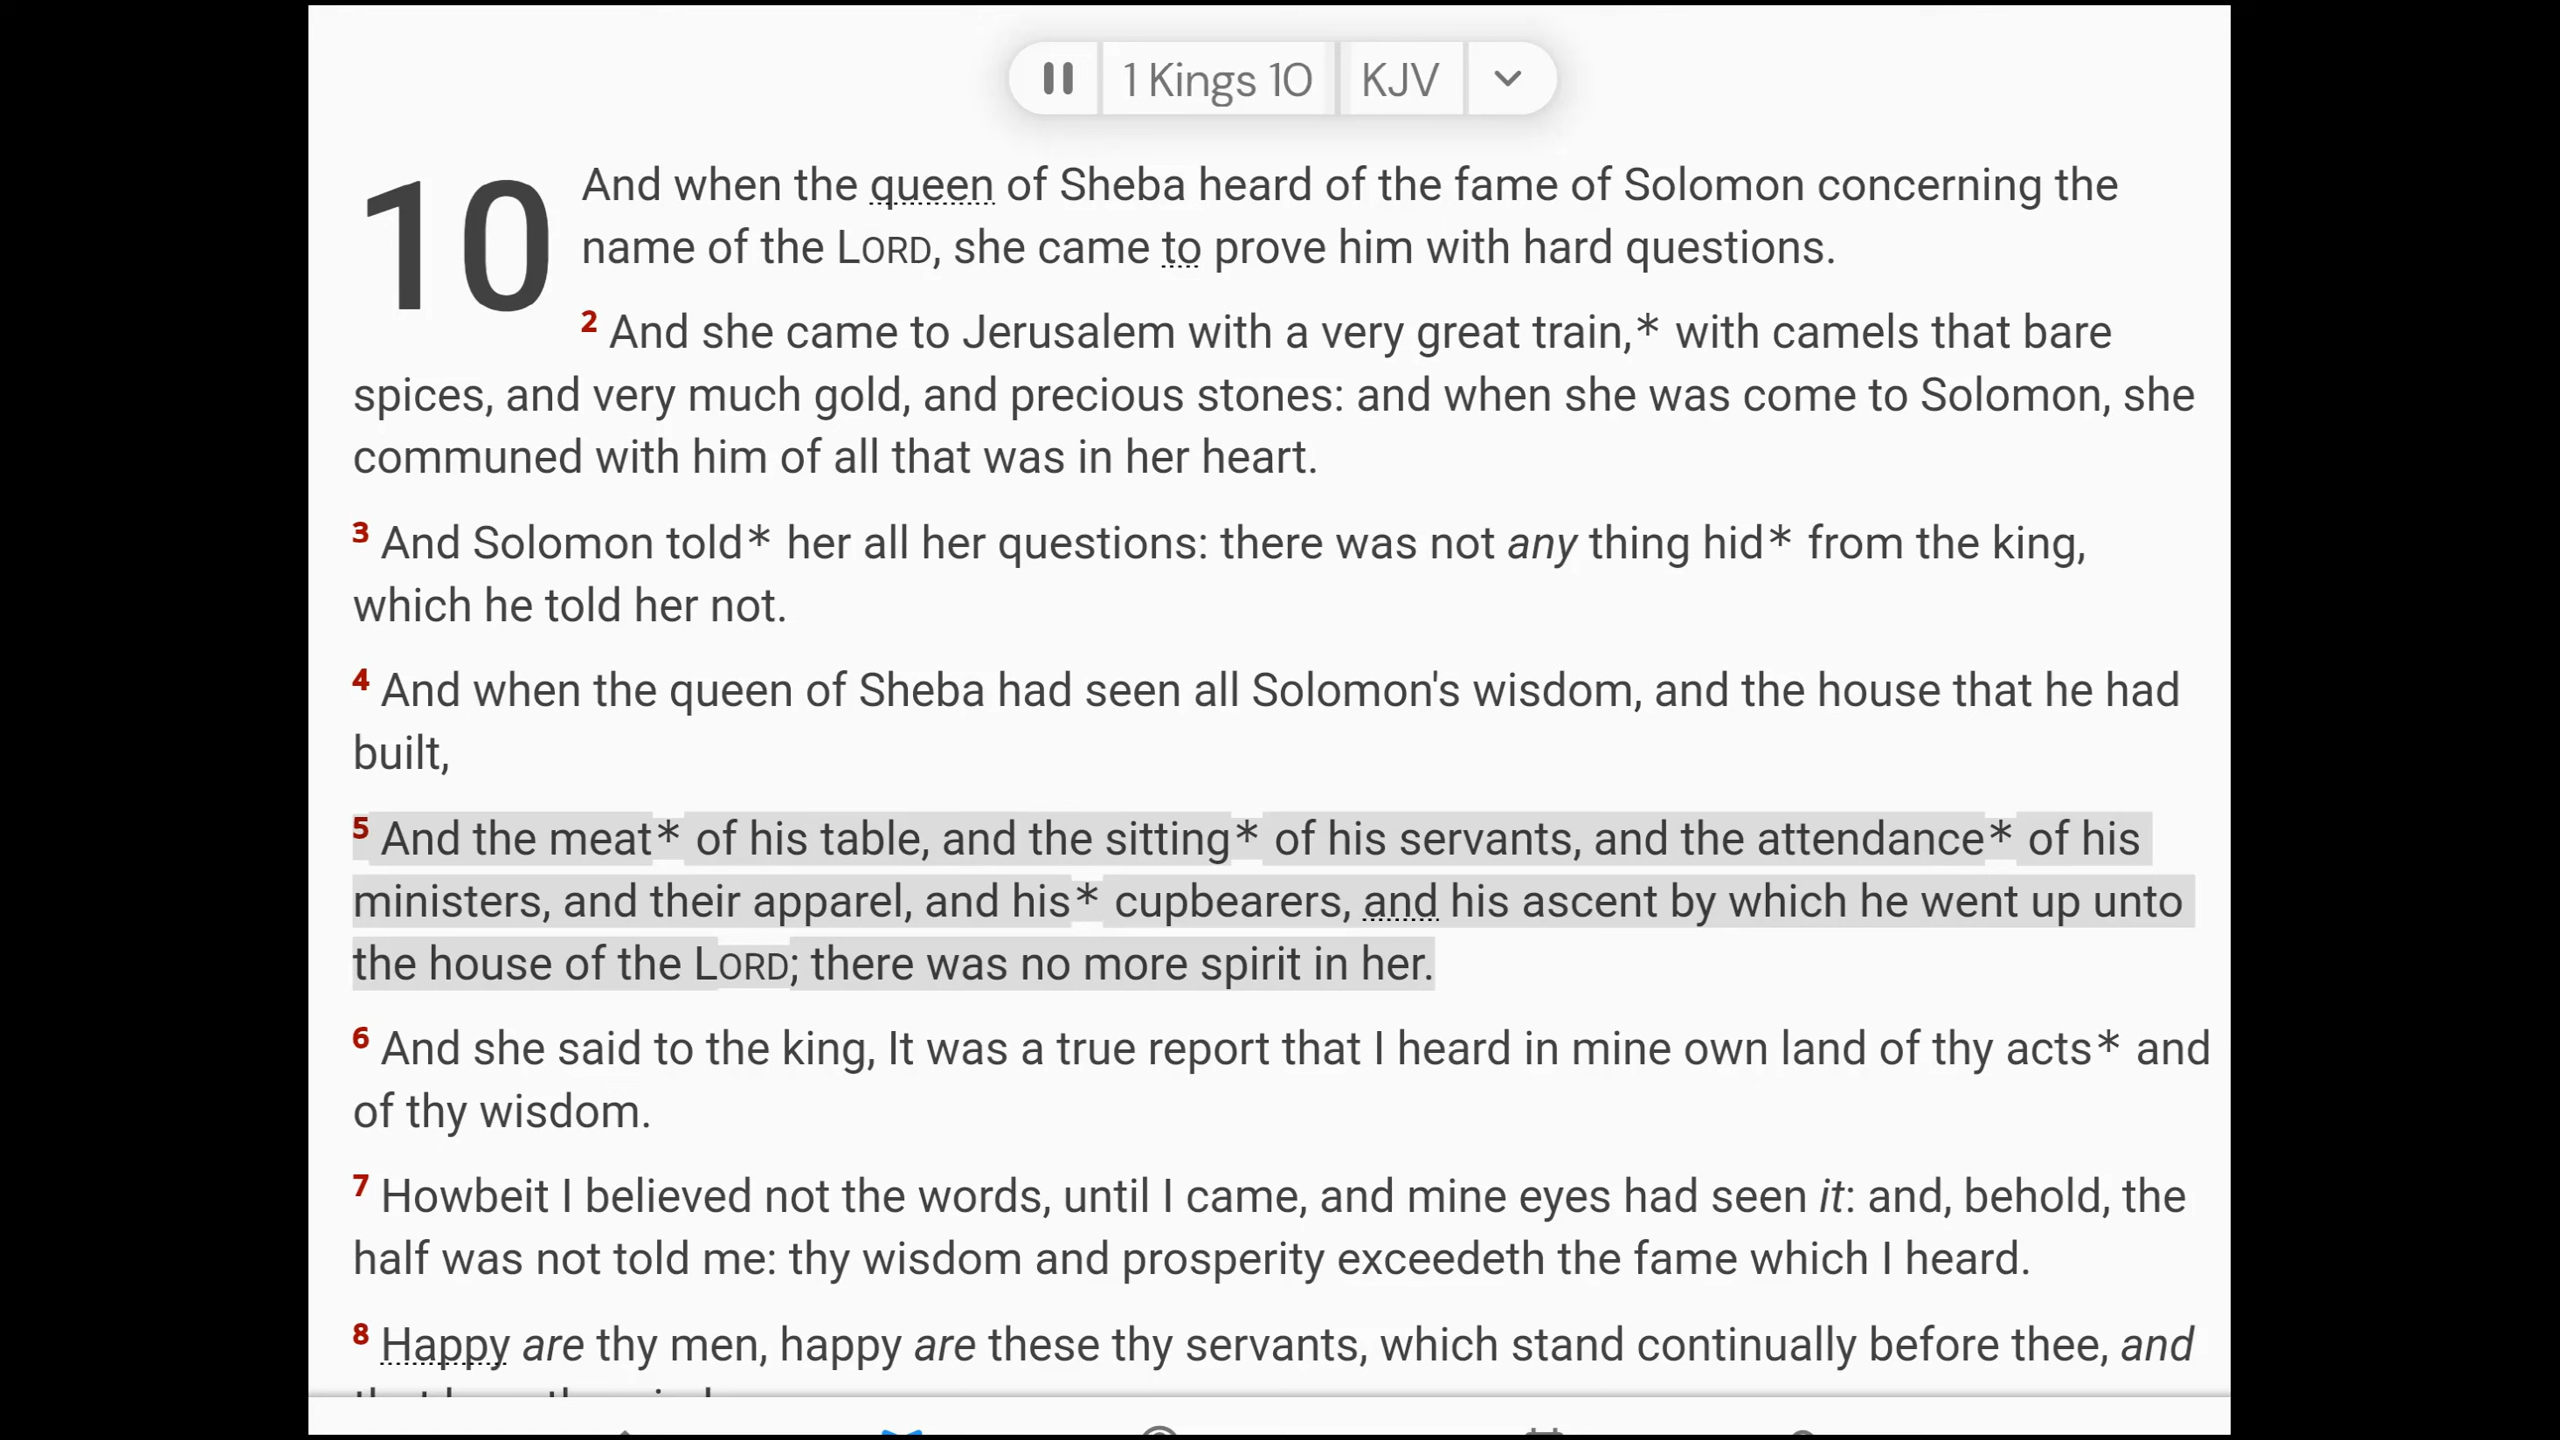 1 Kings 10 KJV
10 And when the queen of Sheba heard of the fame of Solomon concerning the
name of the LORD, she came to prove him with hard questions.
2 And she came to Jerusalem with a very great train,* with camels that bare
spices, and very much gold, and precious stones: and when she was come to Solomon, she
communed with him of all that was in her heart.
3 And Solomon told* her all her questions: there was not any thing hid* from the king,
which he told her not.
4 And when the queen of Sheba had seen all Solomon's wisdom, and the house that he had
built,
5 And the meat* of his table, and the sitting* of his servants, and the attendance* of his
ministers, and their apparel, and his* cupbearers, and his ascent by which he went up unto
the house of the LORD; there was no more spirit in her.
6 And she said to the king, It was a true report that I heard in mine own land of thy acts* and
of thy wisdom.
7 Howbeit I believed not the words, until I came, and mine eyes had seen it: and, behold, the
half was not told me: thy wisdom and prosperity exceedeth the fame which I heard.
8 Happy are thy men, happy are these thy servants, which stand continually before thee, and